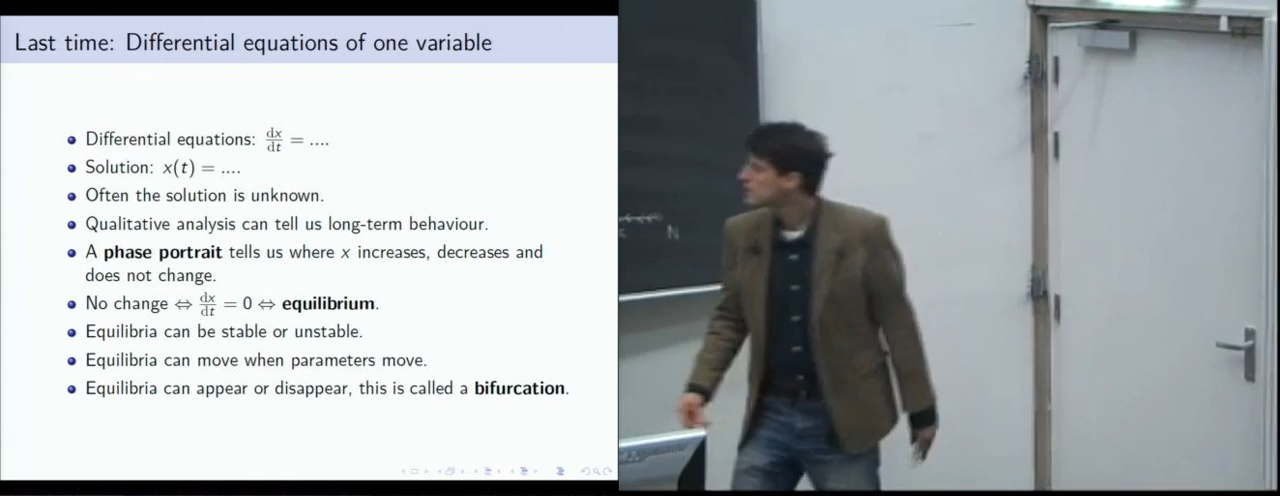 Last time: Differential equations of one variable
Differential equations: dx/dt = ....
Solution: x(t) = ....
Often the solution is unknown.
Qualitative analysis can tell us long-term behaviour.
A phase portrait tells us where x increases, decreases and
does not change.
No change ⇔ dx/dt = 0 ⇔ equilibrium.
Equilibria can be stable or unstable.
Equilibria can move when parameters move.
Equilibria can appear or disappear, this is called a bifurcation.
N